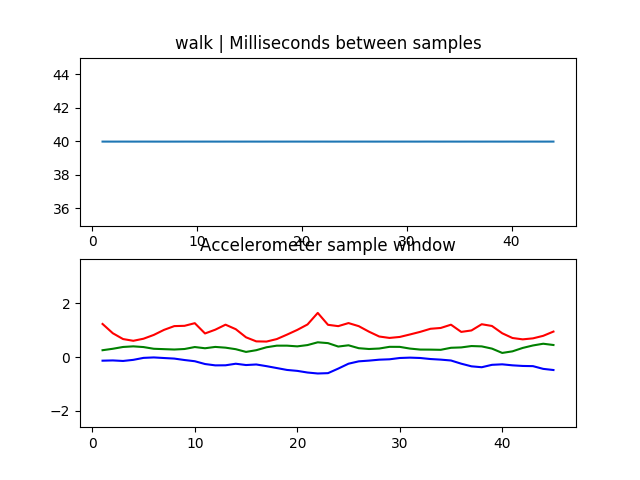 walk | Milliseconds between samples
44
42
40
38
36
0 10 20 30 40
Accelerometer sample window
2
0
−2
0 10 20 30 40